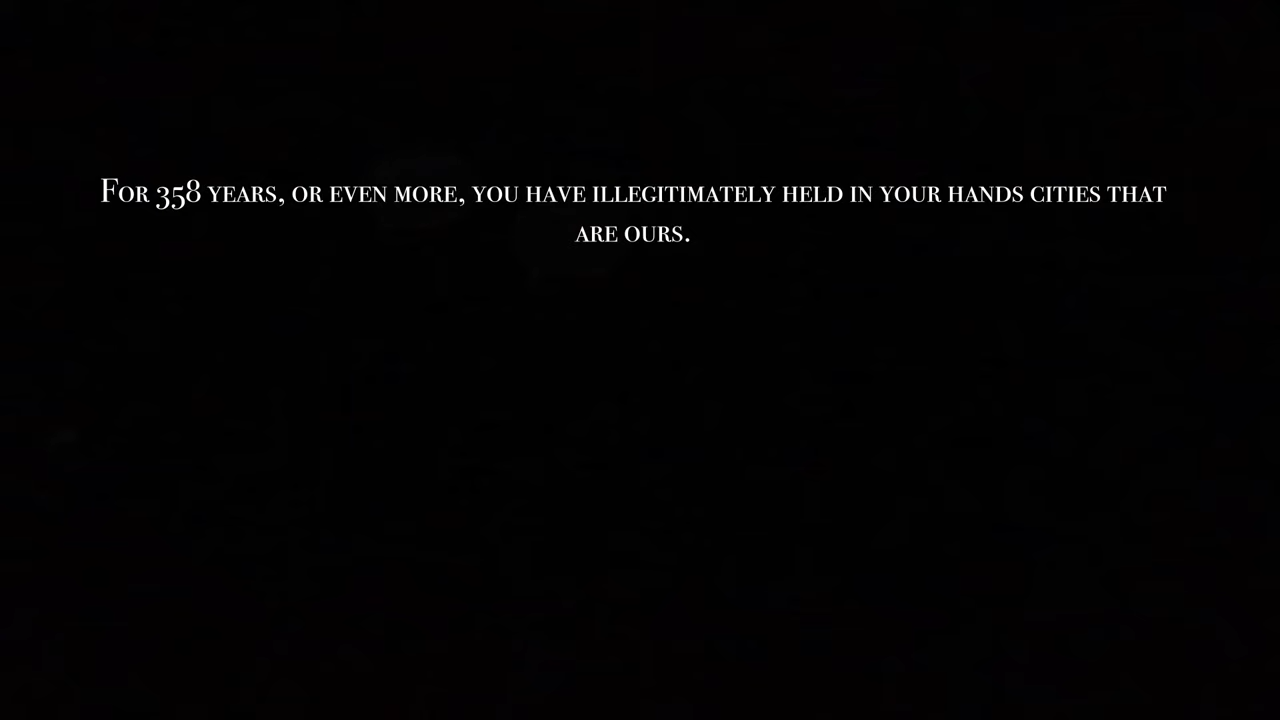 For 358 years, or even more, you have illegitimately held in your hands cities that
are ours.